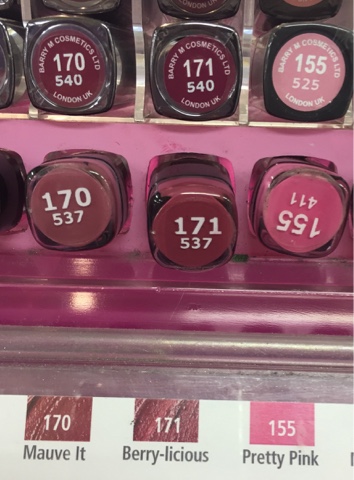 BARRY M COSMETICS LTD
170
540
LONDON UK
BARRY M COSMETICS LTD
171
540
LONDON UK
BARRY M COSMETICS LTD
155
525
LONDON UK
170
537
171
537
155
411
170
171
155
Mauve It
Berry-licious
Pretty Pink